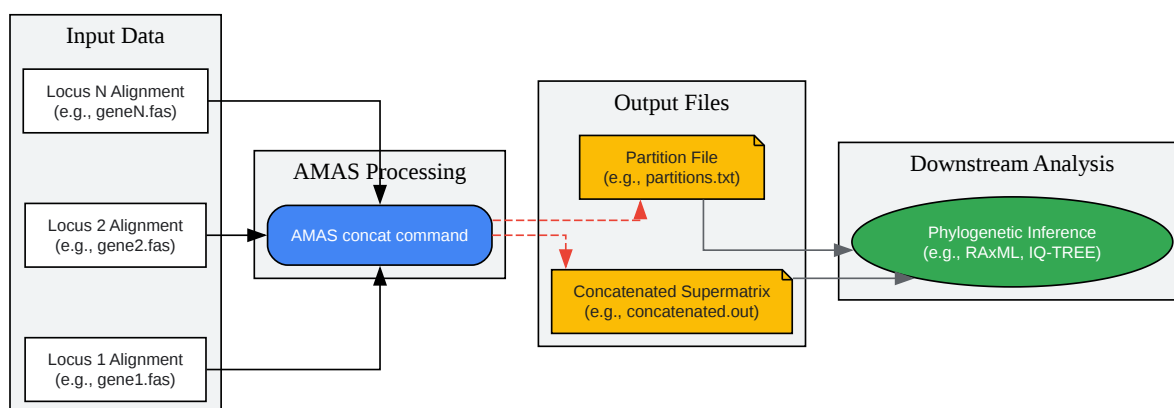 Input Data
Locus N Alignment
(e.g., geneN.fas)
Locus 2 Alignment
(e.g., gene2.fas)
Locus 1 Alignment
(e.g., gene1.fas)
AMAS Processing
AMAS concat command
Output Files
Partition File
(e.g., partitions.txt)
Concatenated Supermatrix
(e.g., concatenated.out)
Downstream Analysis
Phylogenetic Inference
(e.g., RAxML, IQ-TREE)